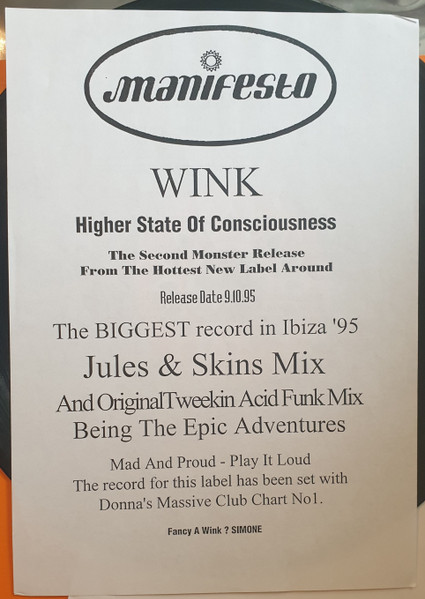 manifesto
WINK
Higher State Of Consciousness
The Second Monster Release
From The Hottest New Label Around
Release Date 9.10.95
The BIGGEST record in Ibiza '95
Jules & Skins Mix
And OriginalTweekin Acid Funk Mix
Being The Epic Adventures
Mad And Proud - Play It Loud
The record for this label has been set with
Donna's Massive Club Chart No1.
Fancy A Wink ? SIMONE